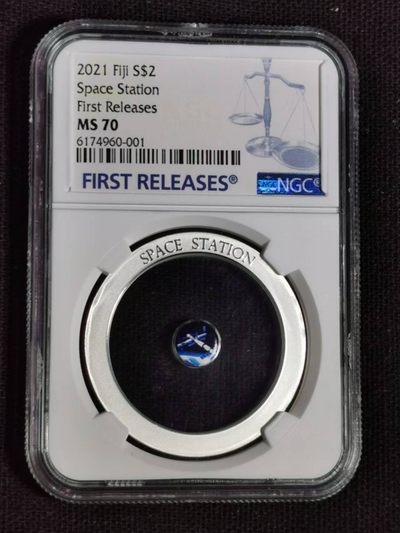 2021 Fiji S$2
Space Station
First Releases
MS 70
6174960-001
FIRST RELEASES®
NGC®
SPACE STATION